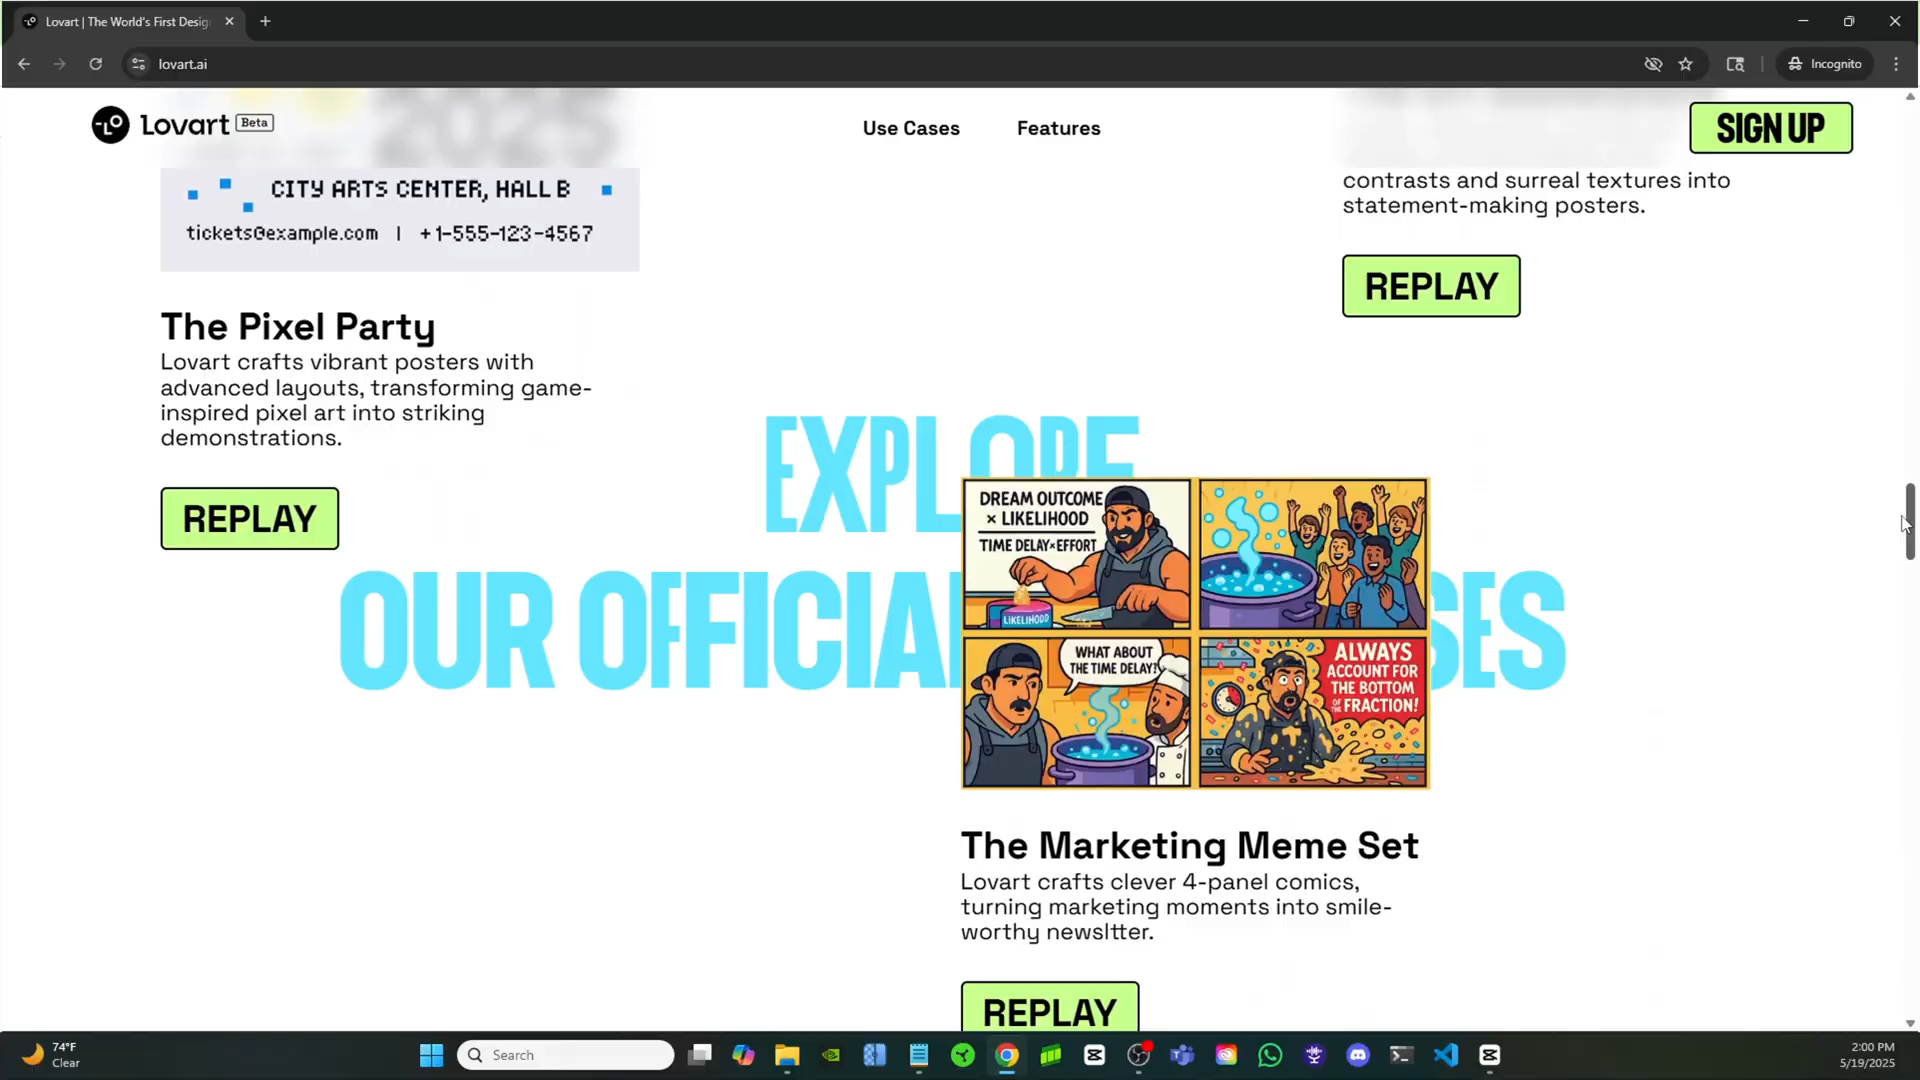 Lovart | The World's First Desig
lovart.ai
Incognito
Lovart Beta
Use Cases
Features
SIGN UP
2025
CITY ARTS CENTER, HALL B
tickets@example.com | +1-555-123-4567
contrasts and surreal textures into
statement-making posters.
REPLAY
The Pixel Party
Lovart crafts vibrant posters with
advanced layouts, transforming game-
inspired pixel art into striking
demonstrations.
REPLAY
EXPLORE
OUR OFFICIA
SES
DREAM OUTCOME
× LIKELIHOOD
TIME DELAY×EFFORT
LIKELIHOOD
WHAT ABOUT
THE TIME DELAY?
ALWAYS
ACCOUNT FOR
THE BOTTOM
OF THE FRACTION!
The Marketing Meme Set
Lovart crafts clever 4-panel comics,
turning marketing moments into smile-
worthy newsltter.
REPLAY
74°F
Clear
Search
2:00 PM
5/19/2025